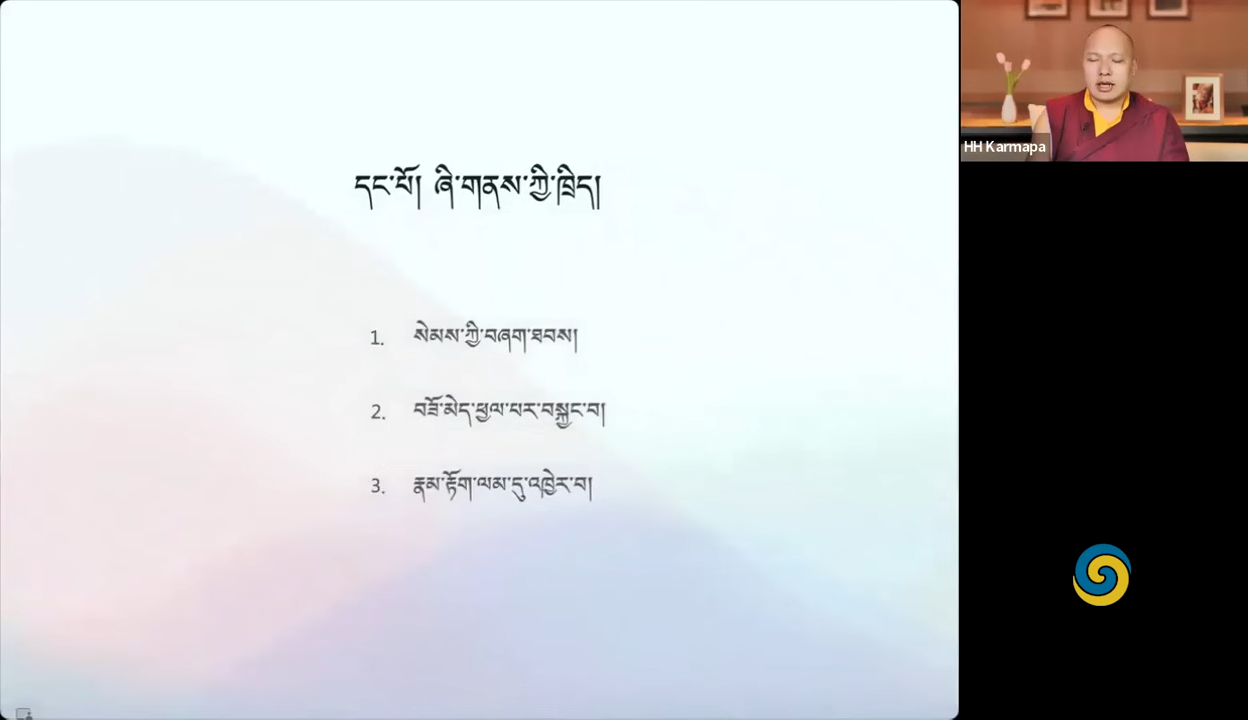 དང་པོ། ཞི་གནས་ཀྱི་ཁྲིད།
1. སེམས་ཀྱི་བཞག་ཐབས།
2. བཟོ་མེད་ཕྱལ་པར་བསྐྱང་བ།
3. རྣམ་རྟོག་ལམ་དུ་འཁྱེར་བ།
HH Karmapa